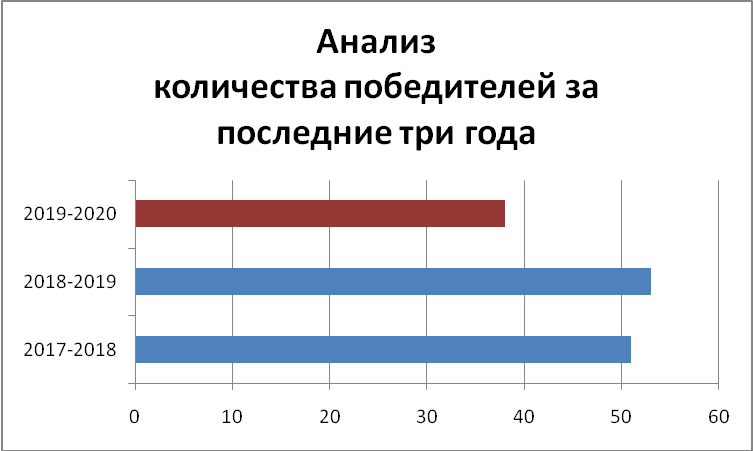 Анализ
количества победителей за
последние три года
2019-2020
2018-2019
2017-2018
0 10 20 30 40 50 60